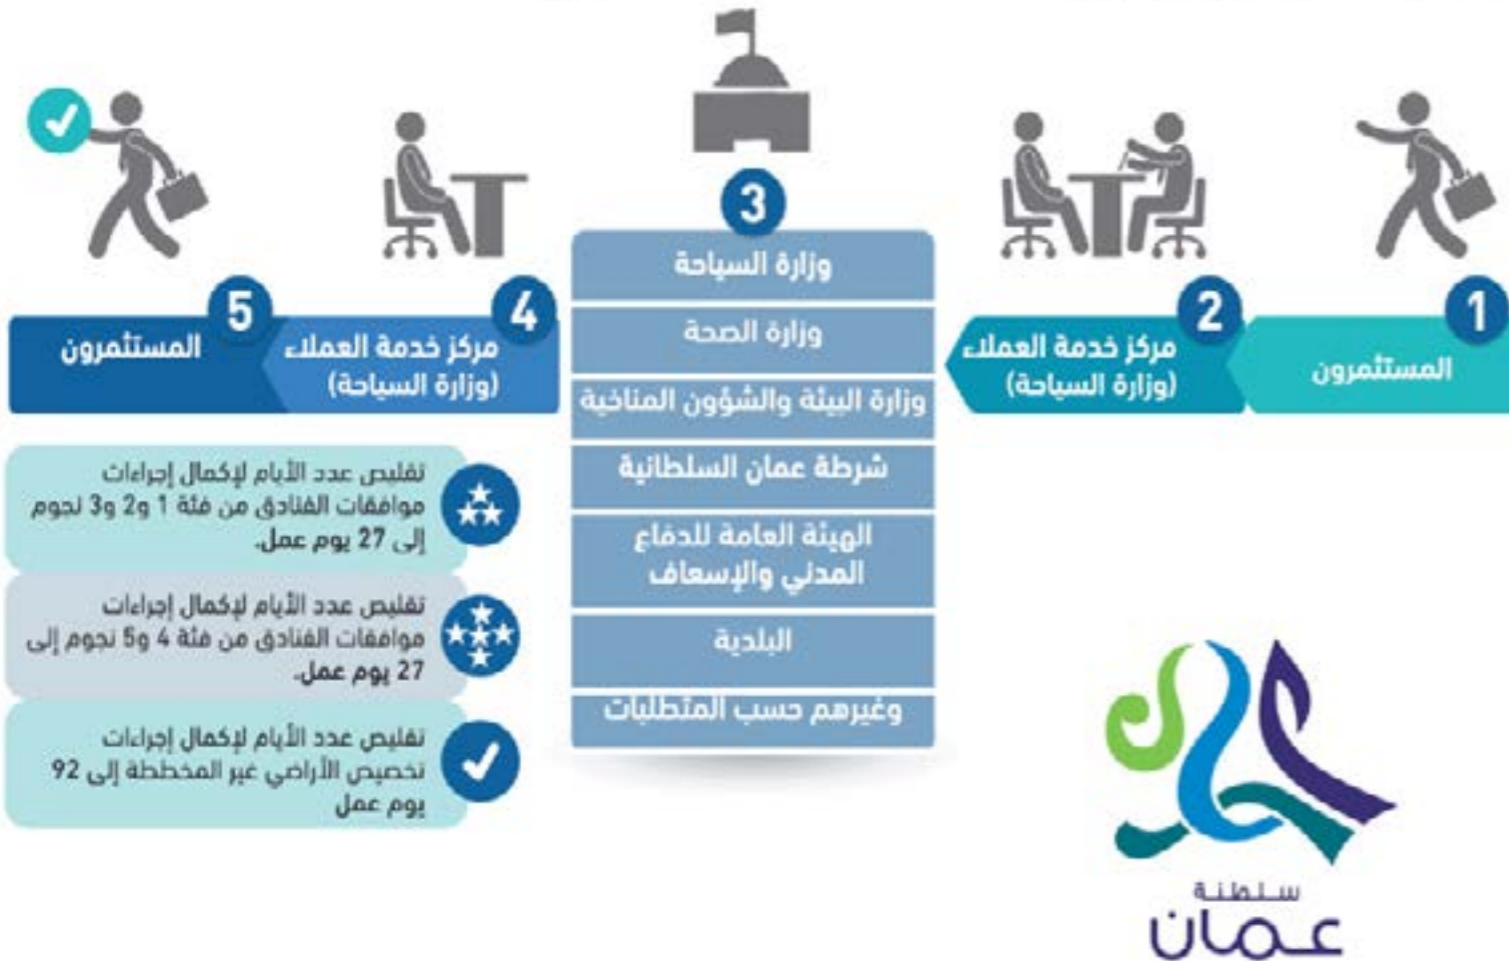 1
المستثمرون
2
مركز خدمة العملاء
(وزارة السياحة)
3
وزارة السياحة
وزارة الصحة
وزارة البيئة والشؤون المناخية
شرطة عمان السلطانية
الهيئة العامة للدفاع
المدني والإسعاف
البلدية
وغيرهم حسب المتطلبات
4
مركز خدمة العملاء
(وزارة السياحة)
5
المستثمرون
تقليص عدد الأيام لإكمال إجراءات
موافقات الفنادق من فئة 1 و2 و3 نجوم
إلى 27 يوم عمل.
تقليص عدد الأيام لإكمال إجراءات
موافقات الفنادق من فئة 4 و5 نجوم إلى
27 يوم عمل.
تقليص عدد الأيام لإكمال إجراءات
تخصيص الأراضي غير المخططة إلى 92
يوم عمل
سلطنة
عمان